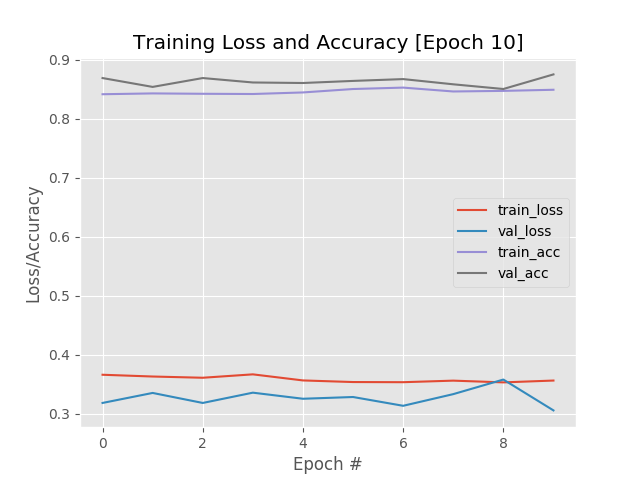 Training Loss and Accuracy [Epoch 10]
0.9
0.8
0.7
0.6
0.5
0.4
0.3
Loss/Accuracy
train_loss
val_loss
train_acc
val_acc
0 2 4 6 8
Epoch #